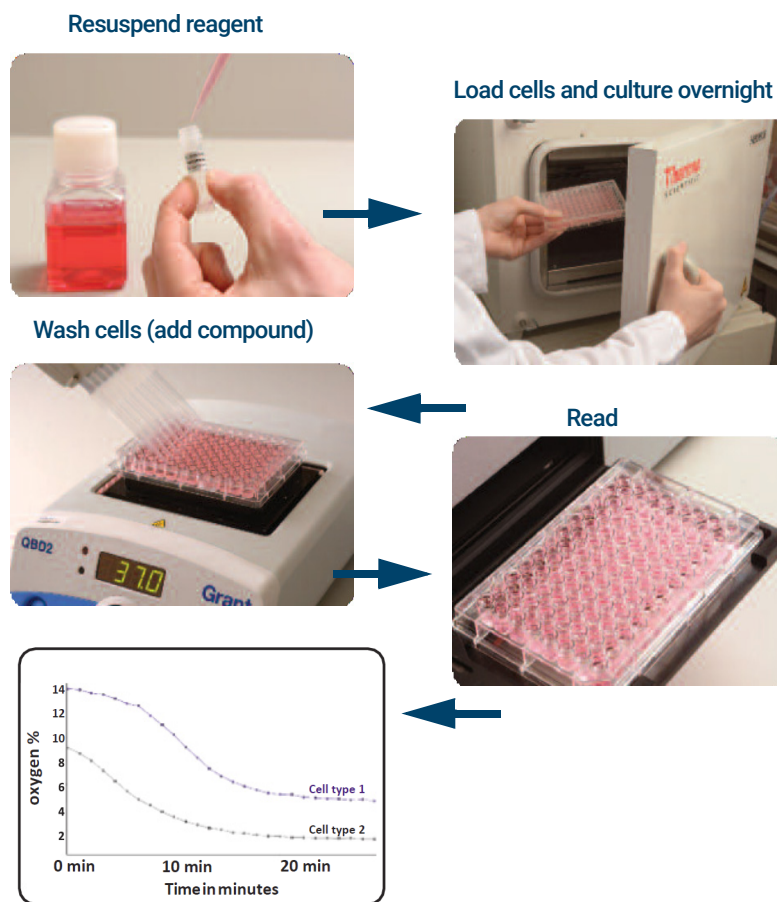 Resuspend reagent
Load cells and culture overnight
Thermo
SCIENTIFIC
Wash cells (add compound)
QBD2
37.0
Grant
Read
oxygen %
14
12
10
8
6
4
2
Cell type 1
Cell type 2
0 min 10 min 20 min
Time in minutes